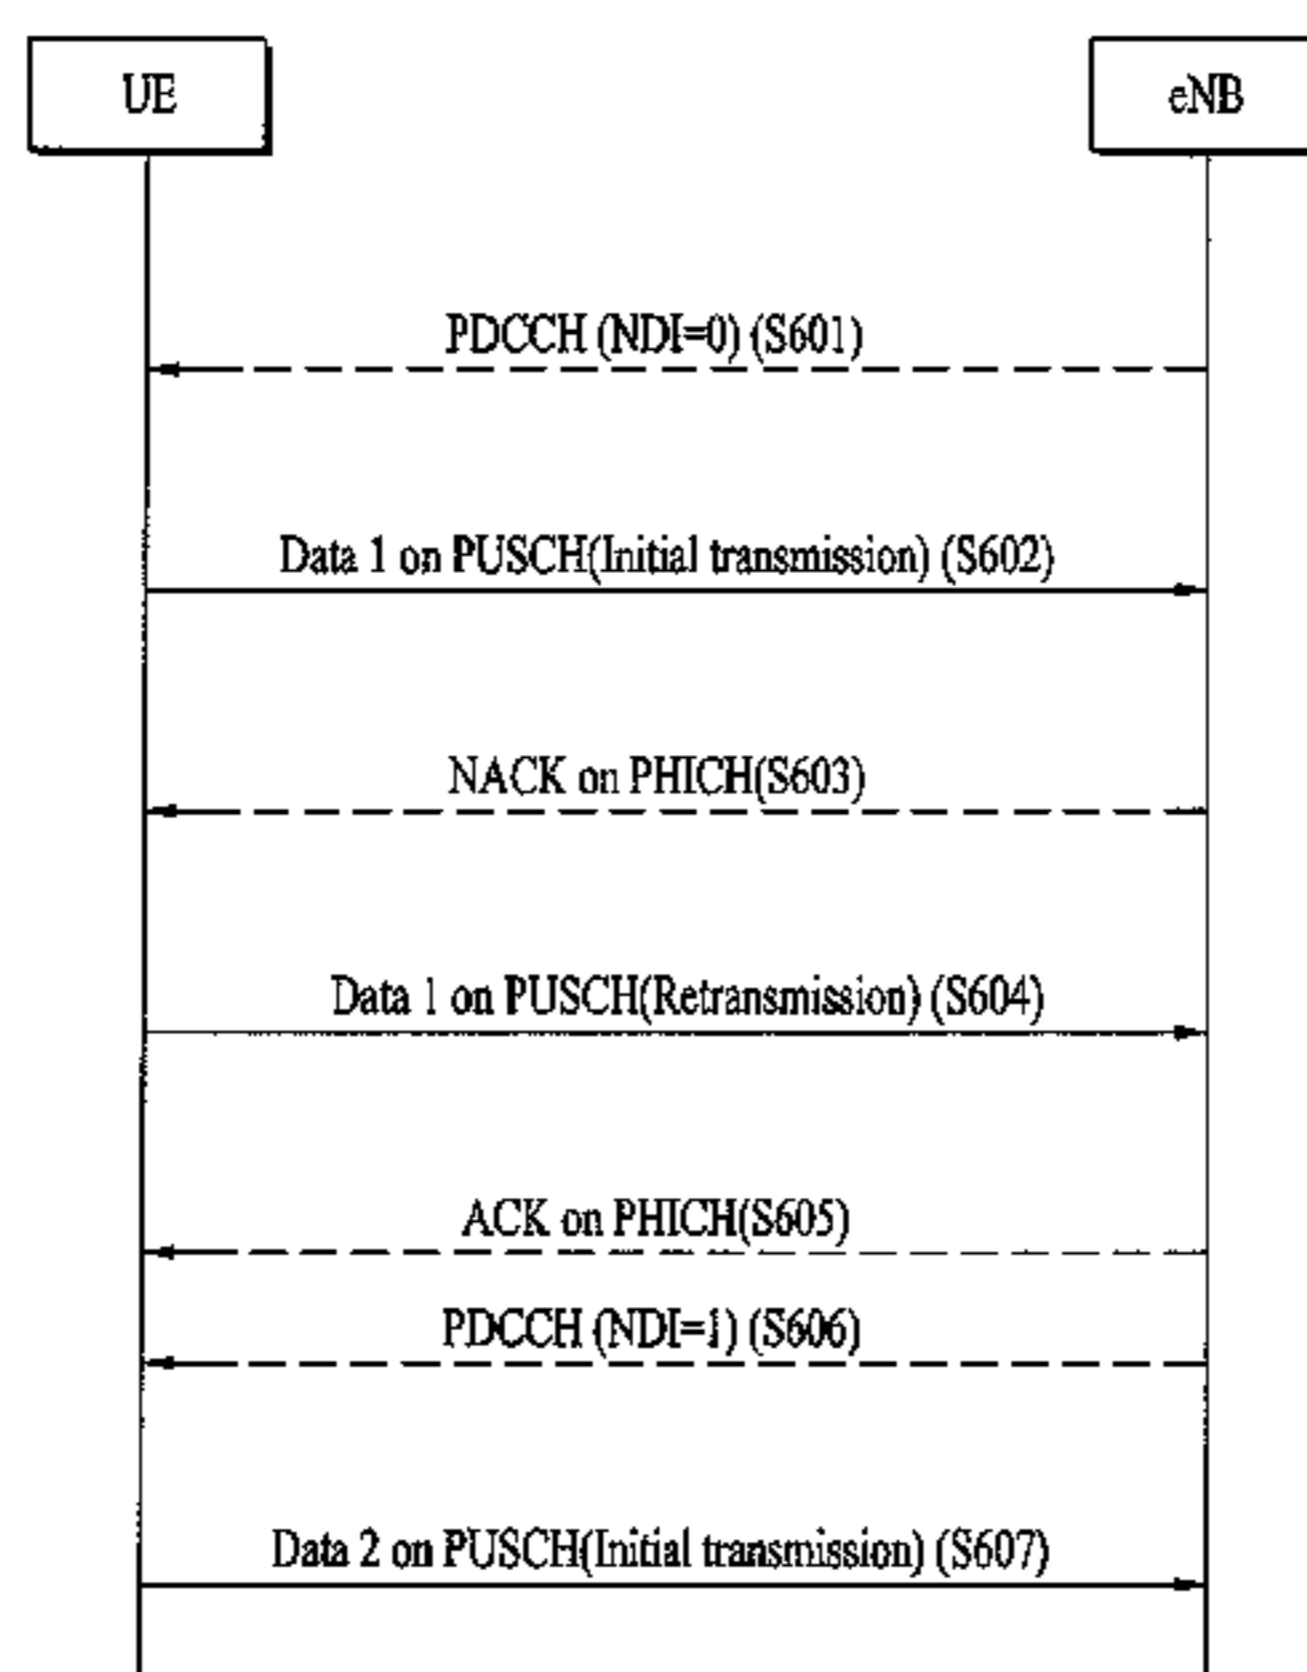 UE
eNB
PDCCH (NDI=0) (S601)
Data 1 on PUSCH(Initial transmission) (S602)
NACK on PHICH(S603)
Data 1 on PUSCH(Retransmission) (S604)
ACK on PHICH(S605)
PDCCH (NDI=1) (S606)
Data 2 on PUSCH(Initial transmission) (S607)